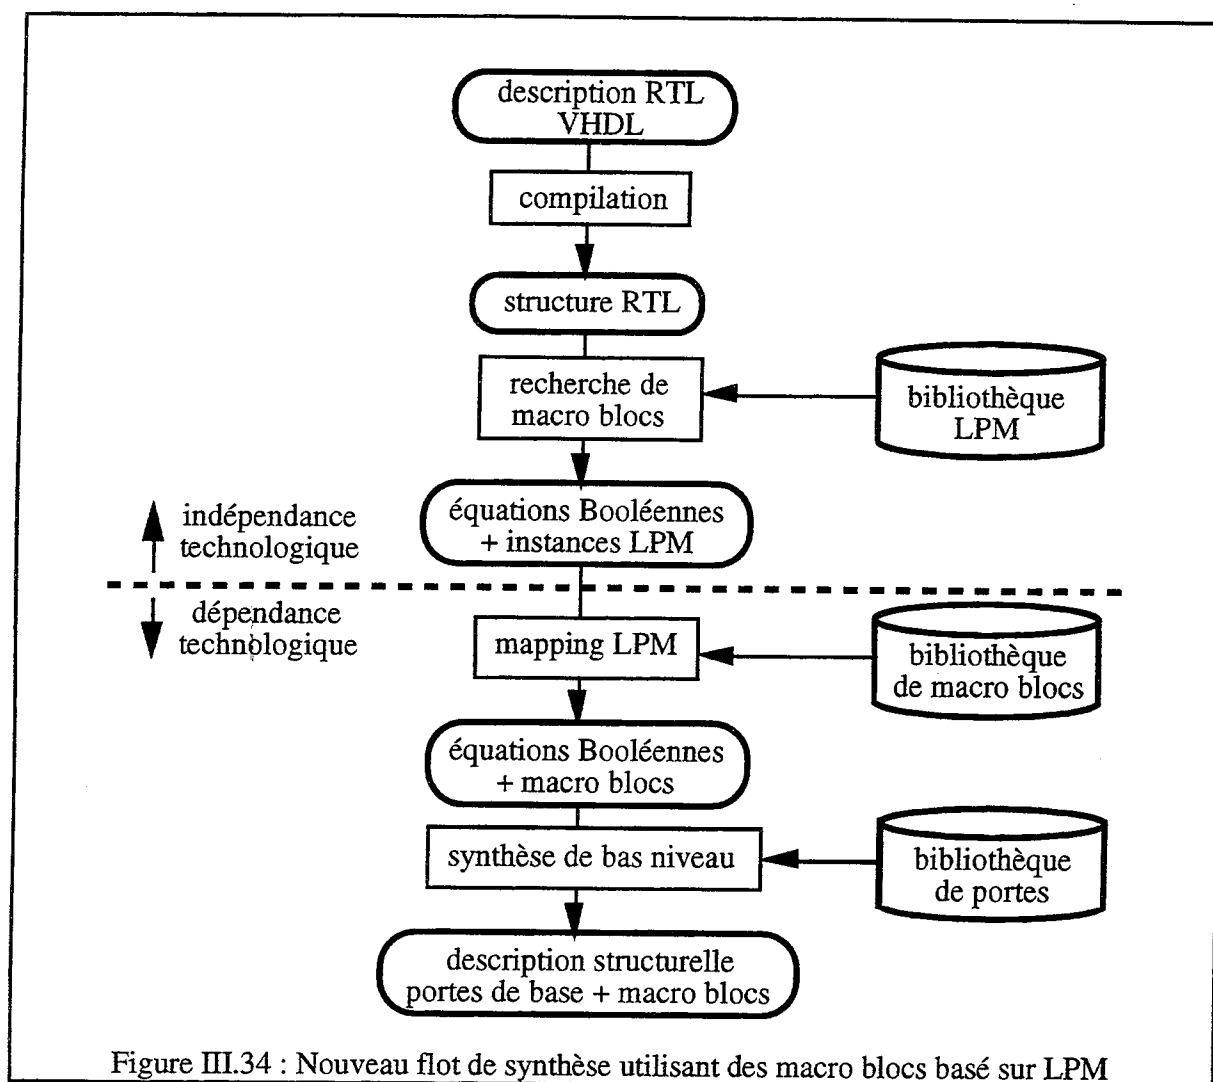 description RTL
VHDL
compilation
structure RTL
recherche de
macro blocs
bibliothèque
LPM
équations Booléennes
+ instances LPM
indépendance
technologique
dépendance
technologique
mapping LPM
bibliothèque
de macro blocs
équations Booléennes
+ macro blocs
synthèse de bas niveau
bibliothèque
de portes
description structurelle
portes de base + macro blocs
Figure III.34 : Nouveau flot de synthèse utilisant des macro blocs basé sur LPM